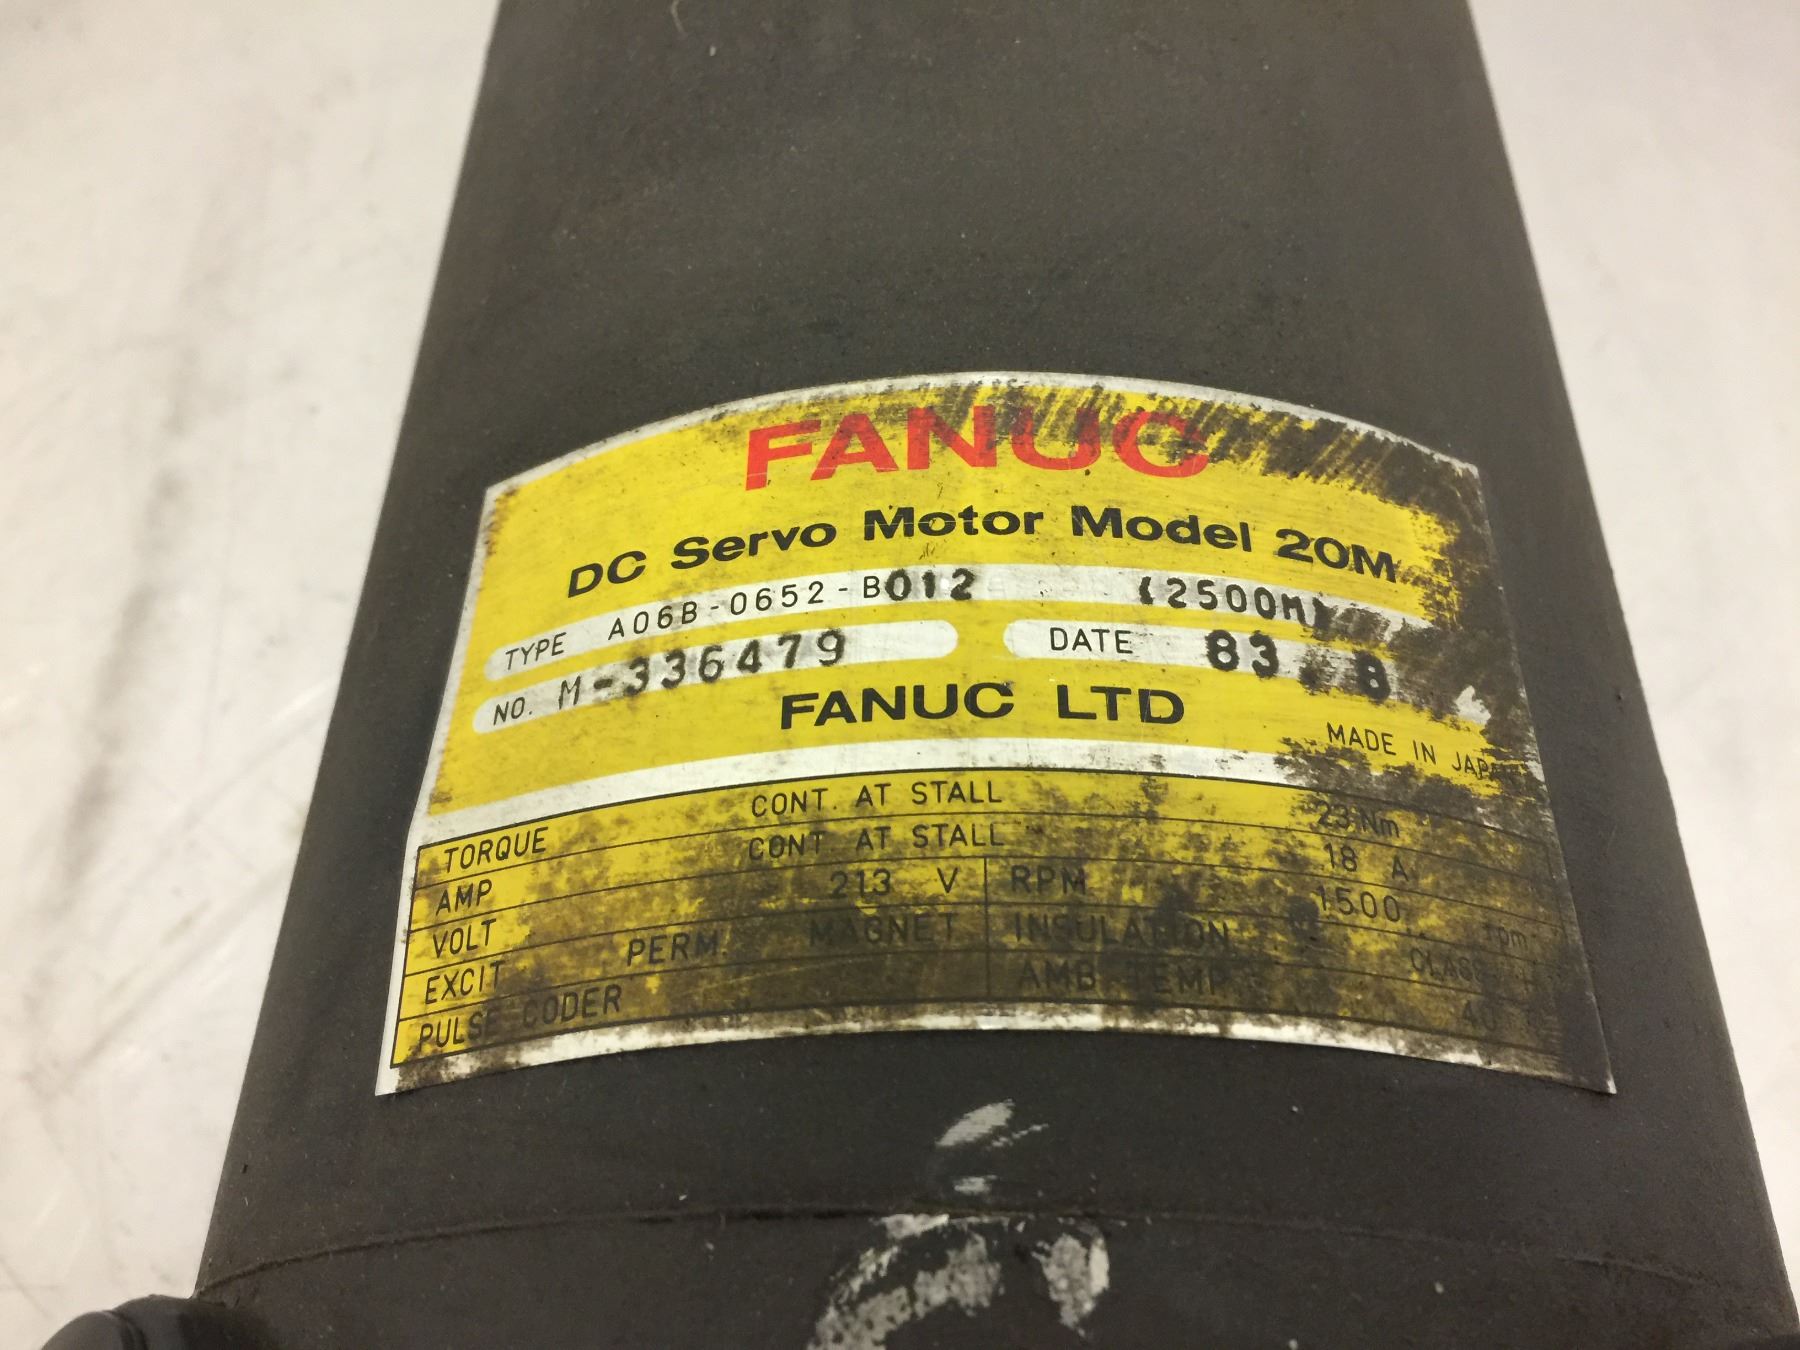 FANUC
DC Servo Motor Model 20M
TYPE A06B-0652-B012 (2500M)
NO. M-336479 DATE 83. 8
FANUC LTD
MADE IN JAPAN
TORQUE CONT. AT STALL 23 Nm
AMP CONT. AT STALL 18 A
VOLT 213 V RPM 1500 rpm
EXCIT PERM. MAGNET INSULATION CLASS
PULSE CODER AMB TEMP. 40